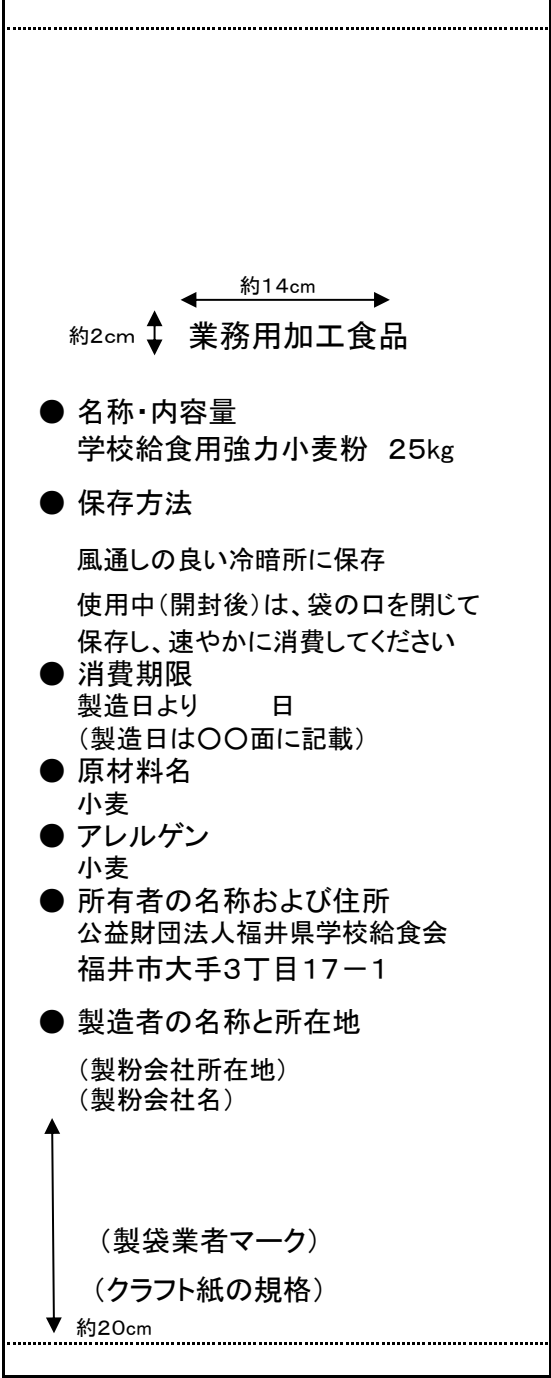 約14cm
約2cm 業務用加工食品
● 名称・内容量
学校給食用強力小麦粉 25kg
● 保存方法
風通しの良い冷暗所に保存
使用中(開封後)は、袋の口を閉じて
保存し、速やかに消費してください
● 消費期限
製造日より 日
(製造日は〇〇面に記載)
● 原材料名
小麦
● アレルゲン
小麦
● 所有者の名称および住所
公益財団法人福井県学校給食会
福井市大手3丁目17-1
● 製造者の名称と所在地
(製粉会社所在地)
(製粉会社名)
(製袋業者マーク)
(クラフト紙の規格)
約20cm